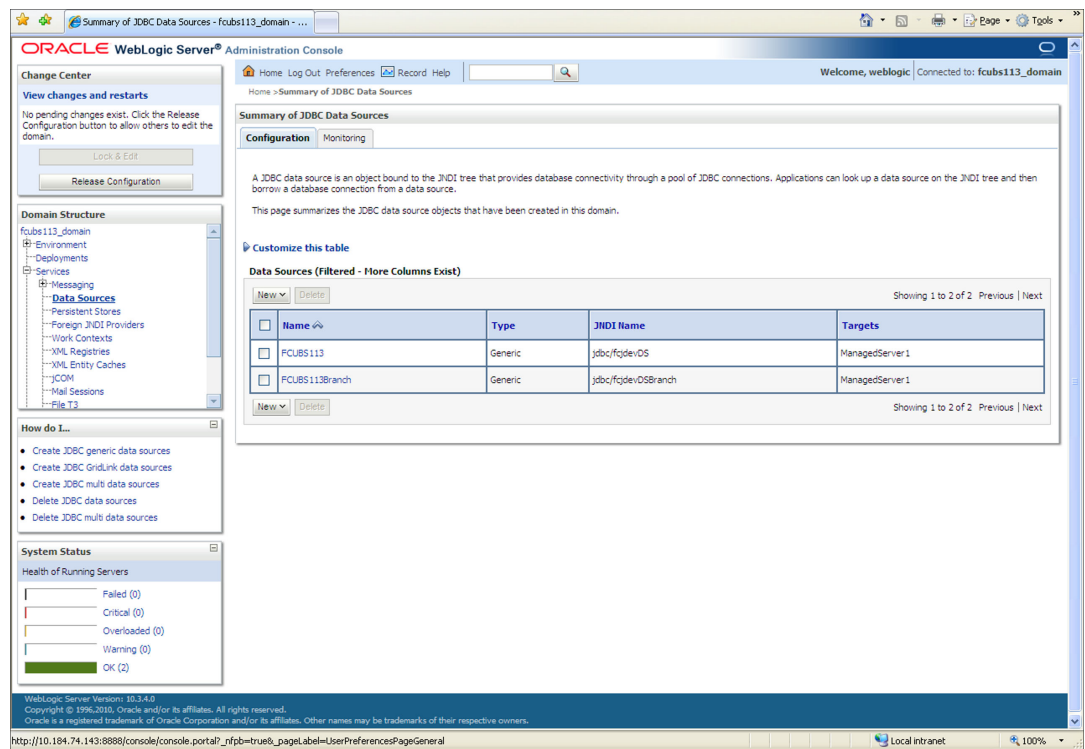 Summary of JDBC Data Sources - fcubs113_domain - ...
Page
Tools
ORACLE WebLogic Server® Administration Console
Change Center
View changes and restarts
No pending changes exist. Click the Release
Configuration button to allow others to edit the
domain.
Lock & Edit
Release Configuration
Domain Structure
fcubs113_domain
Environment
Deployments
Services
Messaging
Data Sources
Persistent Stores
Foreign JNDI Providers
Work Contexts
XML Registries
XML Entity Caches
jCOM
Mail Sessions
File T3
How do I...
Create JDBC generic data sources
Create JDBC GridLink data sources
Create JDBC multi data sources
Delete JDBC data sources
Delete JDBC multi data sources
System Status
Health of Running Servers
Failed (0)
Critical (0)
Overloaded (0)
Warning (0)
OK (2)
Home Log Out Preferences Record Help
Welcome, weblogic Connected to: fcubs113_domain
Home >Summary of JDBC Data Sources
Summary of JDBC Data Sources
Configuration Monitoring
A JDBC data source is an object bound to the JNDI tree that provides database connectivity through a pool of JDBC connections. Applications can look up a data source on the JNDI tree and then
borrow a database connection from a data source.
This page summarizes the JDBC data source objects that have been created in this domain.
Customize this table
Data Sources (Filtered - More Columns Exist)
New Delete Showing 1 to 2 of 2 Previous | Next
Name Type JNDI Name Targets
FCUBS113 Generic jdbc/fcjdevDS ManagedServer1
FCUBS113Branch Generic jdbc/fcjdevDSBranch ManagedServer1
New Delete Showing 1 to 2 of 2 Previous | Next
WebLogic Server Version: 10.3.4.0
Copyright © 1996,2010, Oracle and/or its affiliates. All rights reserved.
Oracle is a registered trademark of Oracle Corporation and/or its affiliates. Other names may be trademarks of their respective owners.
http://10.184.74.143:8888/console/console.portal?_nfpb=true&_pageLabel=UserPreferencesPageGeneral
Local intranet
100%